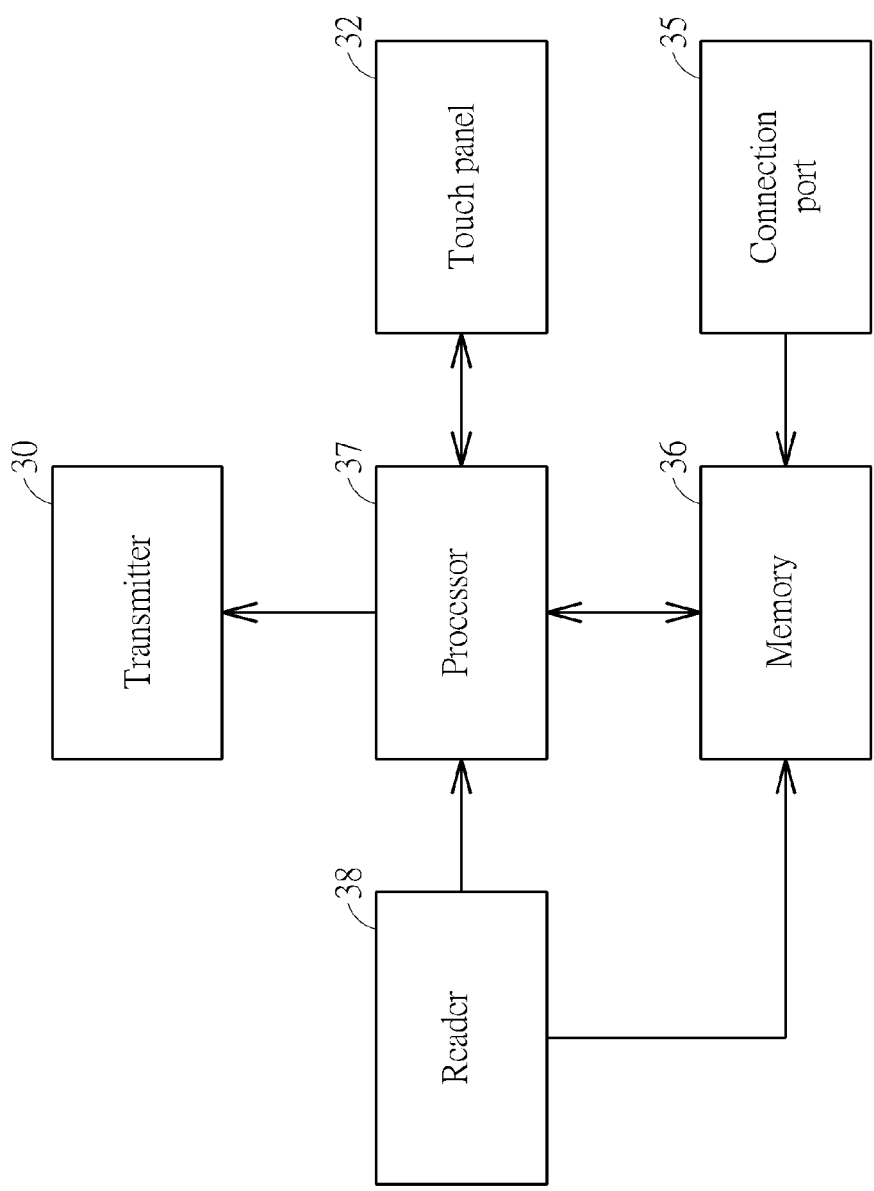 30
Transmitter
32
Touch panel
37
Processor
38
Reader
35
Connection
port
36
Memory